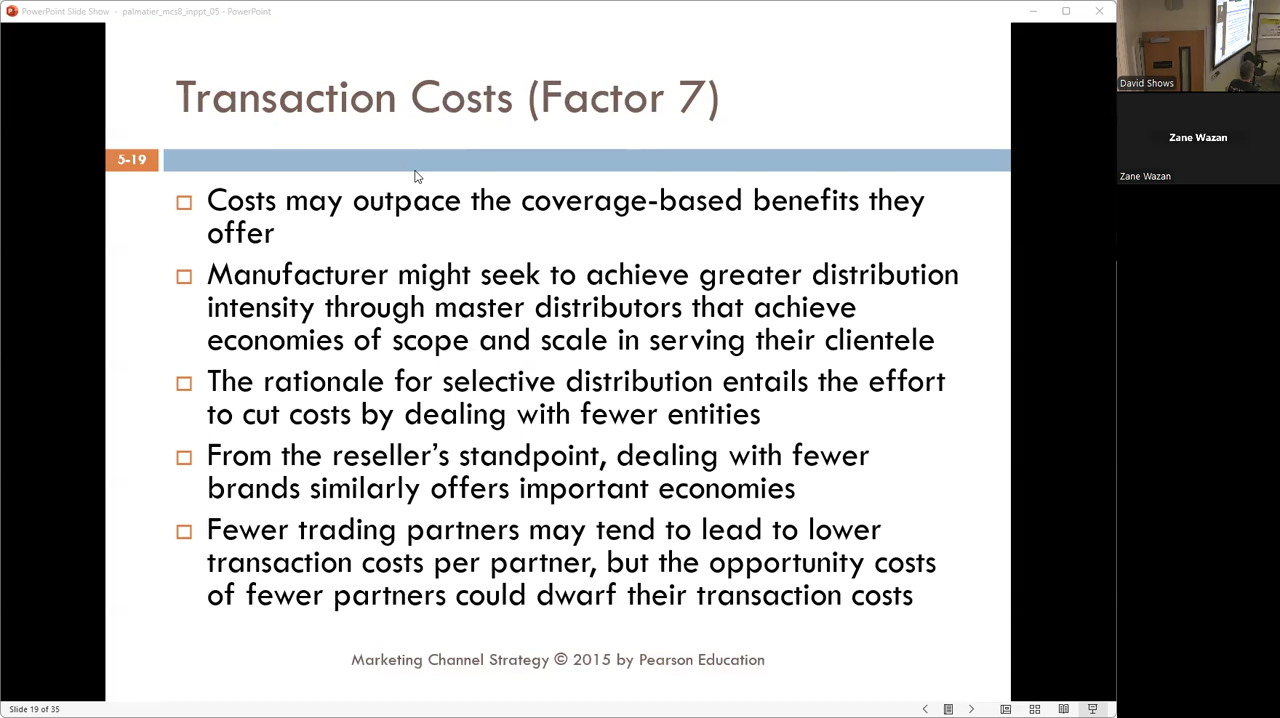 PowerPoint Slide Show - palmatier_mcs8_inppt_05 - PowerPoint
Transaction Costs (Factor 7)
5-19
Costs may outpace the coverage-based benefits they
offer
Manufacturer might seek to achieve greater distribution
intensity through master distributors that achieve
economies of scope and scale in serving their clientele
The rationale for selective distribution entails the effort
to cut costs by dealing with fewer entities
From the reseller's standpoint, dealing with fewer
brands similarly offers important economies
Fewer trading partners may tend to lead to lower
transaction costs per partner, but the opportunity costs
of fewer partners could dwarf their transaction costs
Marketing Channel Strategy © 2015 by Pearson Education
Slide 19 of 35
David Shows
Zane Wazan
Zane Wazan